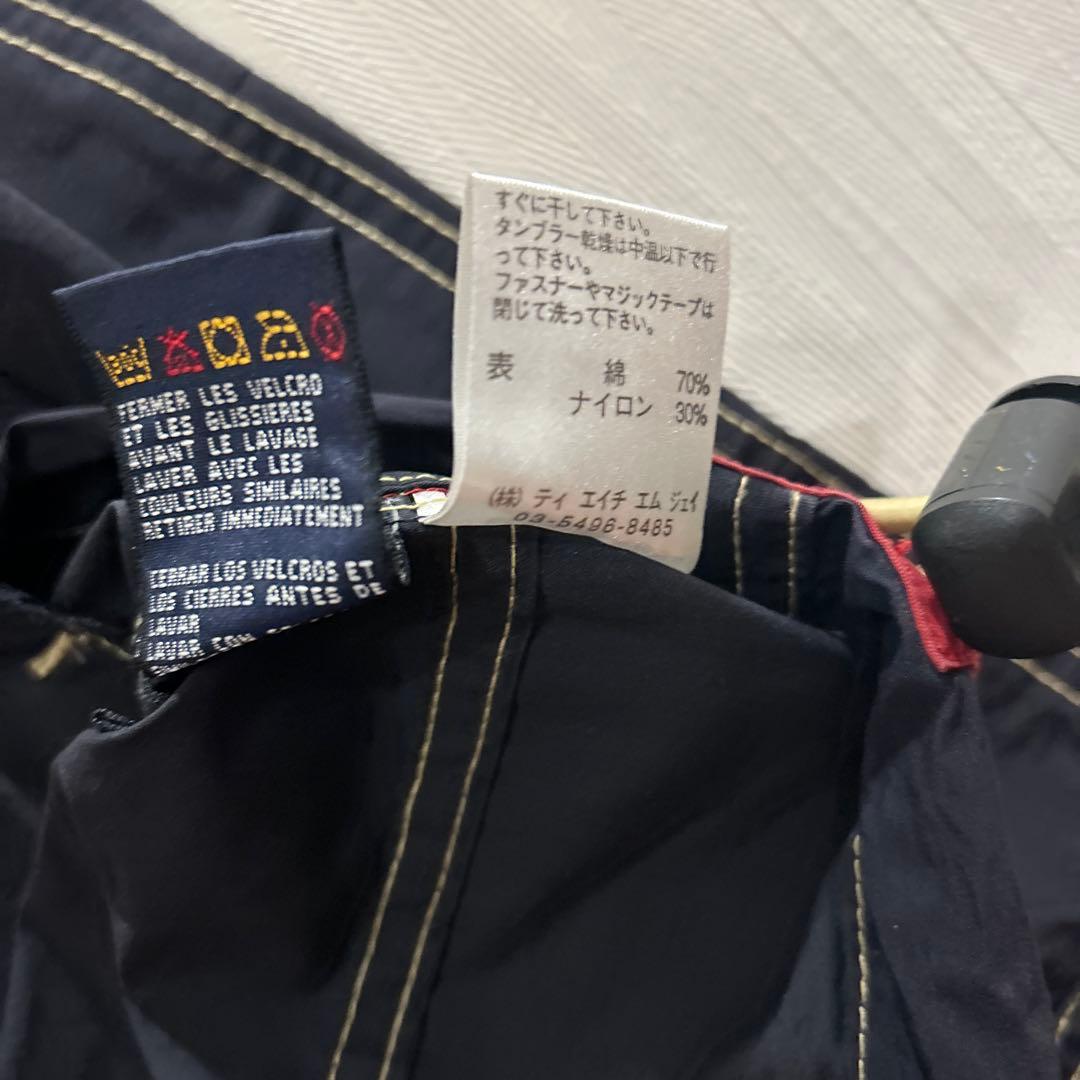 FERMER LES VELCRO
ET LES GLISSIERES
AVANT LE LAVAGE
LAVER AVEC LES
COULEURS SIMILAIRES
RETIRER IMMEDIATEMENT
CERRAR LOS VELCROS ET
LOS CIERRES ANTES DE
LAVAR
LAVAR CON
すぐに干して下さい。
タンブラー乾燥は中温以下で行
って下さい。
ファスナーやマジックテープは
閉じて洗って下さい。
表 綿 70%
ナイロン 30%
(株) ティ エイチ エム ジェイ
03-5496-8485